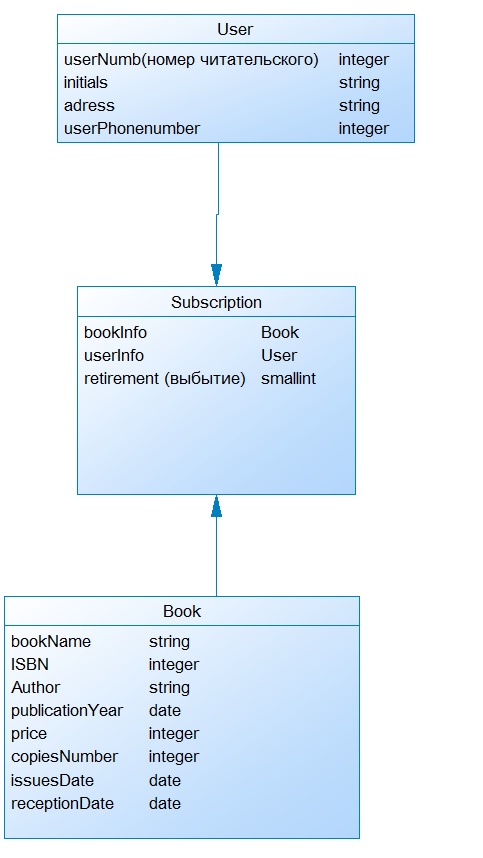 User
userNumb(номер читательского) integer
initials string
adress string
userPhonenumber integer
Subscription
bookInfo Book
userInfo User
retirement (выбытие) smallint
Book
bookName string
ISBN integer
Author string
publicationYear date
price integer
copiesNumber integer
issuesDate date
receptionDate date